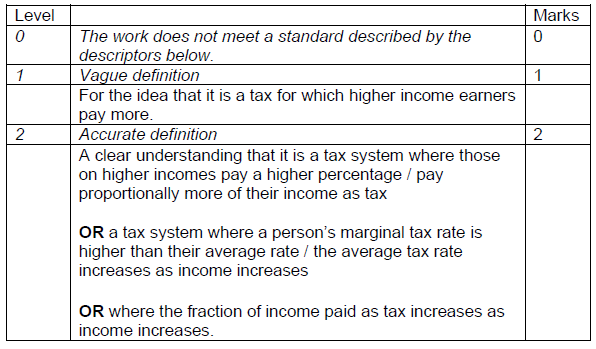 Level Marks
0 The work does not meet a standard described by the 0
descriptors below.
1 Vague definition 1
For the idea that it is a tax for which higher income earners
pay more.
2 Accurate definition 2
A clear understanding that it is a tax system where those
on higher incomes pay a higher percentage / pay
proportionally more of their income as tax
OR a tax system where a person's marginal tax rate is
higher than their average rate / the average tax rate
increases as income increases
OR where the fraction of income paid as tax increases as
income increases.